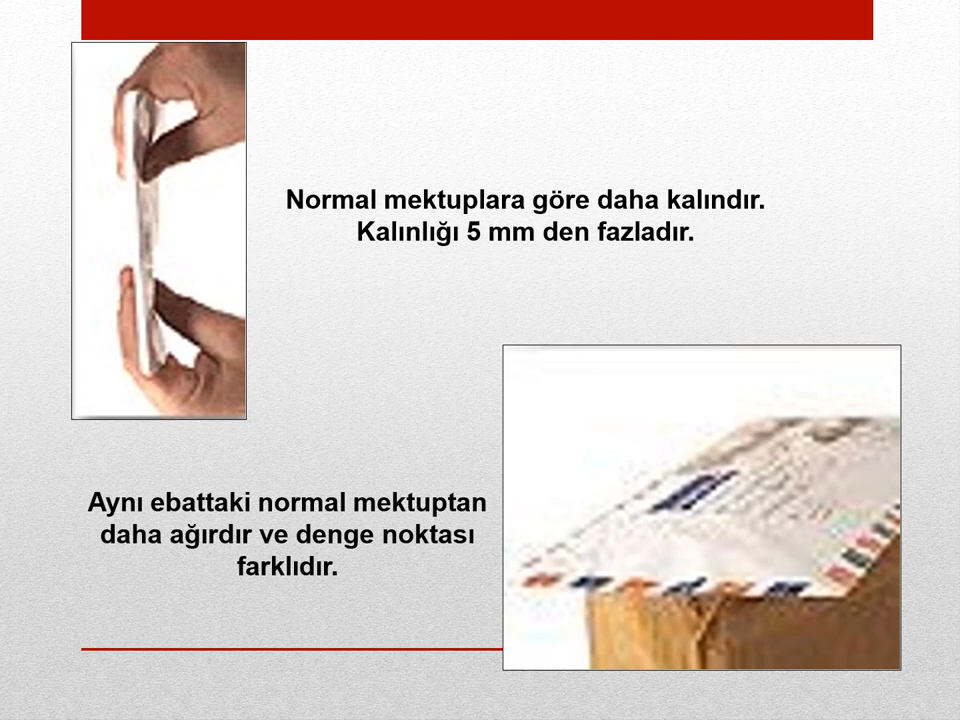 Normal mektuplara göre daha kalındır.
Kalınlığı 5 mm den fazladır.
Aynı ebattaki normal mektuptan
daha ağırdır ve denge noktası
farklıdır.